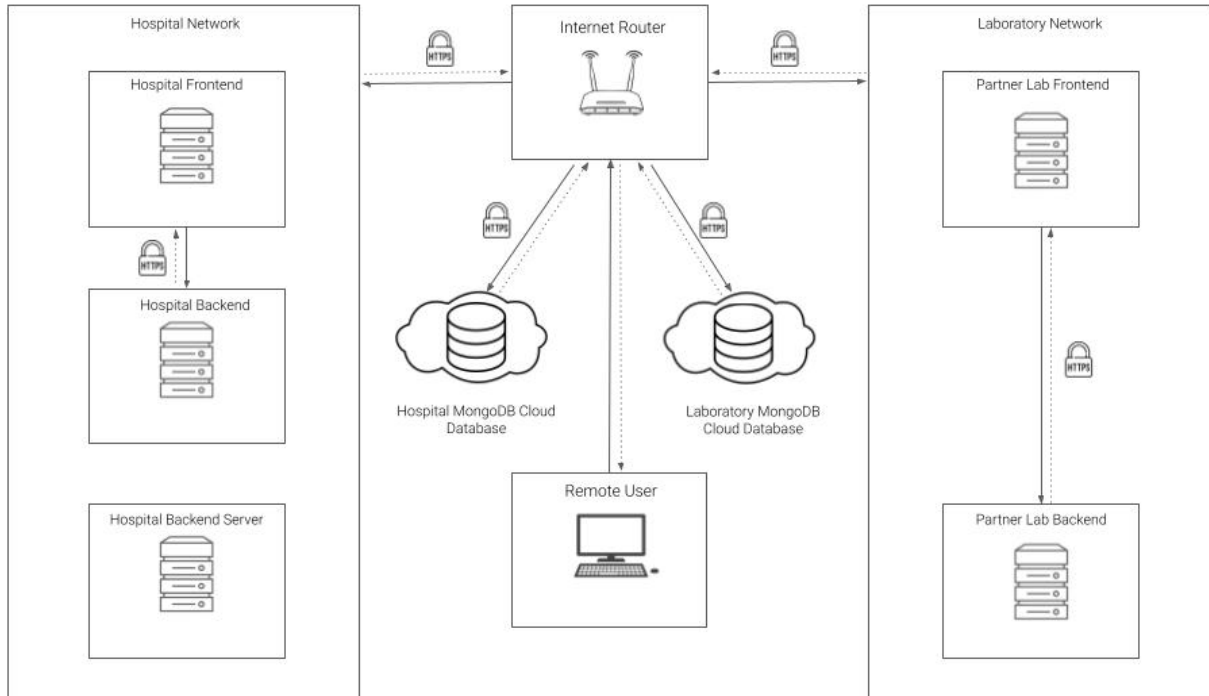 Hospital Network
Internet Router
Laboratory Network
HTTPS
HTTPS
Hospital Frontend
Partner Lab Frontend
HTTPS
HTTPS
HTTPS
Hospital Backend
HTTPS
Hospital MongoDB Cloud
Database
Laboratory MongoDB
Cloud Database
Remote User
Hospital Backend Server
Partner Lab Backend